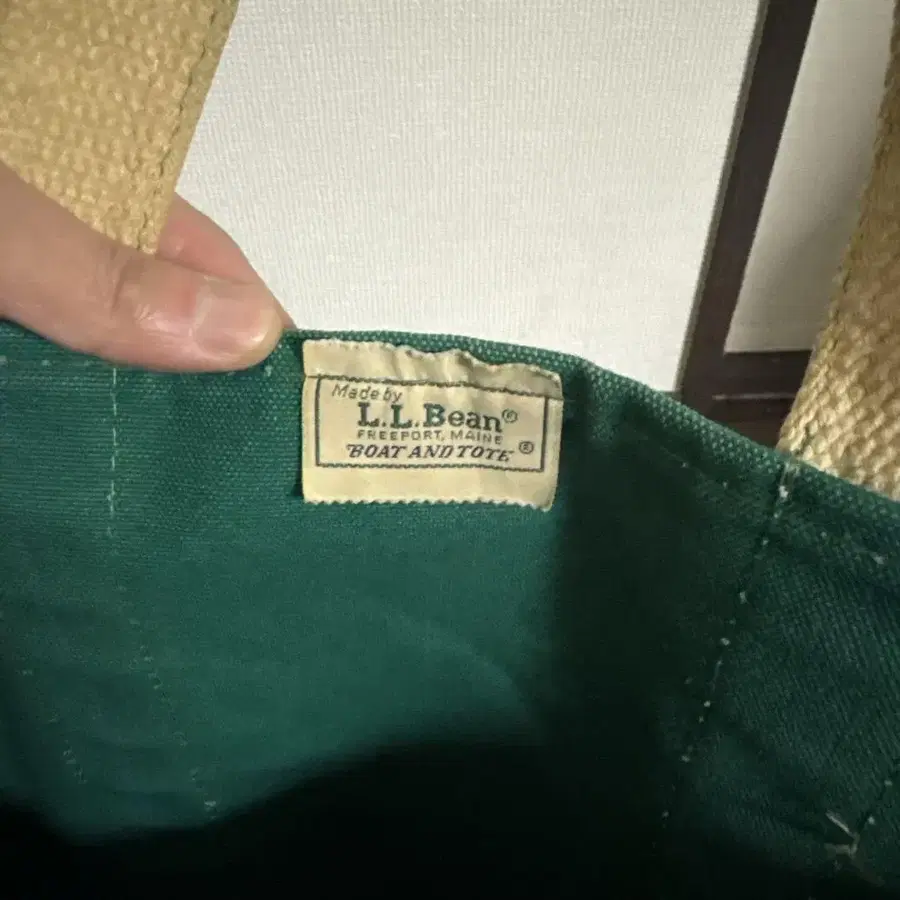 Made by
L.L.Bean®
FREEPORT, MAINE
"BOAT AND TOTE" ®